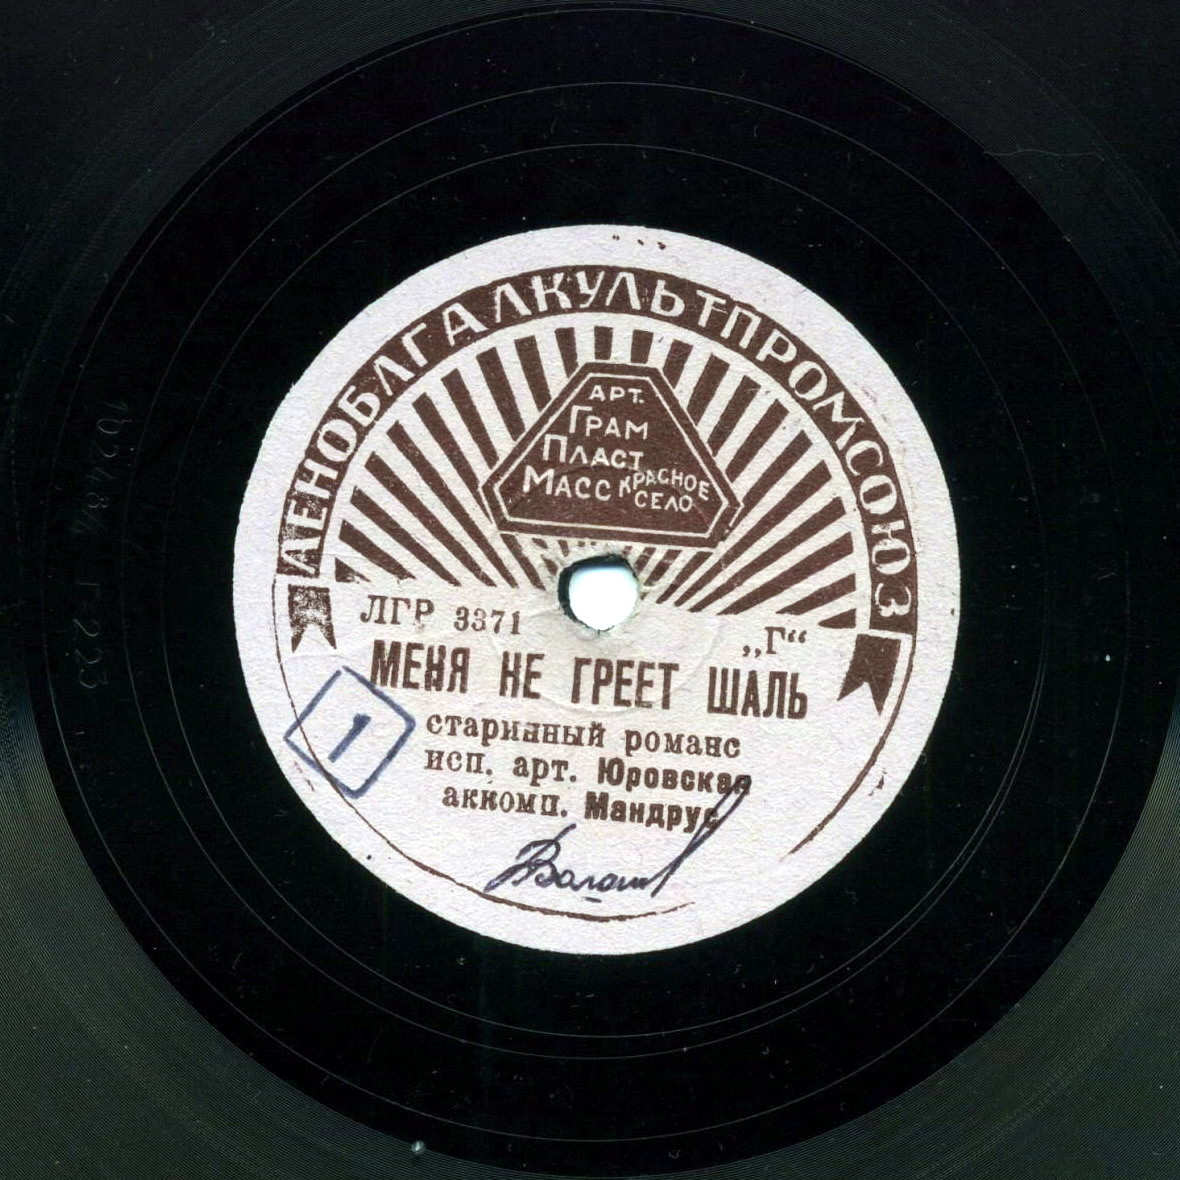 ЛЕНОБЛГАЛКУЛЬТПРОМСОЮЗ
АРТ.
ГРАМ
ПЛАСТ
МАСС КРАСНОЕ
СЕЛО
ЛГР 3371 „Г“
МЕНЯ НЕ ГРЕЕТ ШАЛЬ
старинный романс
исп. арт. Юровская
аккомп. Мандрус
1